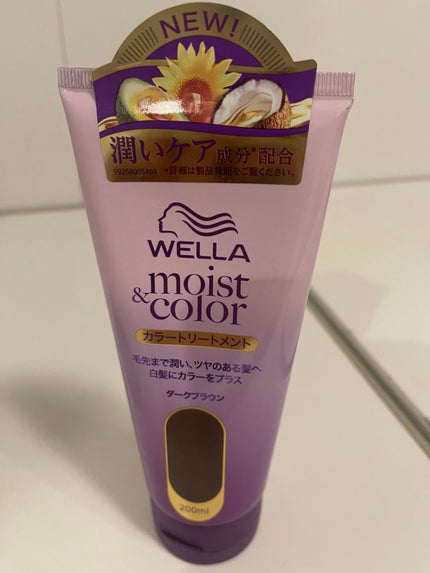 NEW!
潤いケア成分*配合
99268005460 *詳細は製品背面をご覧ください。
WELLA
moist
&color
カラートリートメント
毛先まで潤い、ツヤのある髪へ
白髪にカラーをプラス
ダークブラウン
200ml